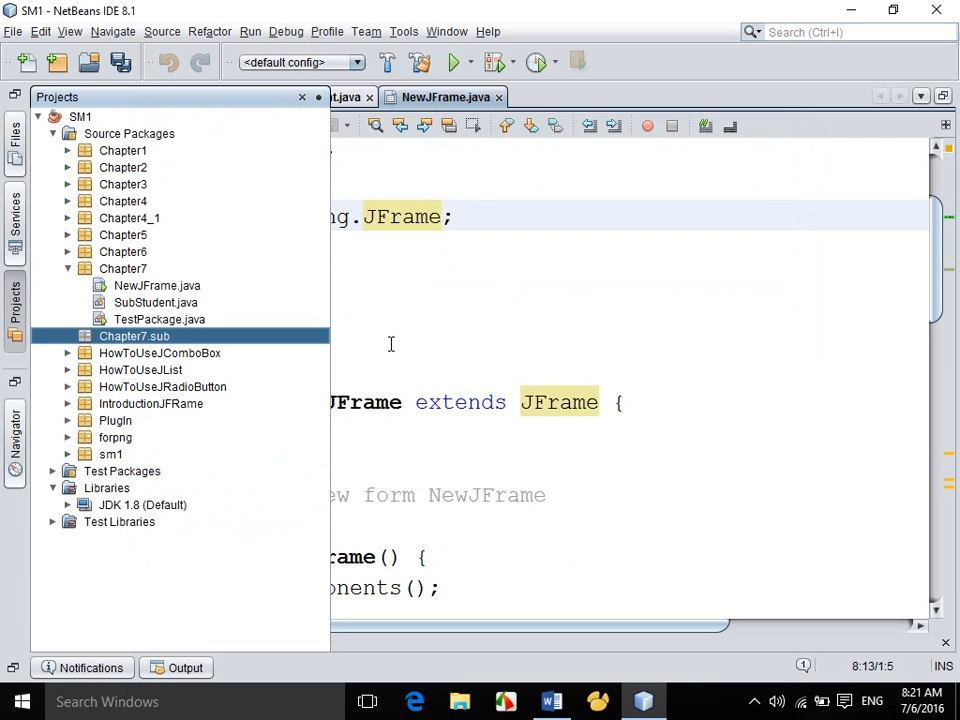 SM1 - NetBeans IDE 8.1
File Edit View Navigate Source Refactor Run Debug Profile Team Tools Window Help
Search (Ctrl+I)
<default config>
Projects
t.java
NewJFrame.java
Files
Services
Projects
Navigator
SM1
Source Packages
Chapter1
Chapter2
Chapter3
Chapter4
Chapter4_1
Chapter5
Chapter6
Chapter7
NewJFrame.java
SubStudent.java
TestPackage.java
Chapter7.sub
HowToUseJComboBox
HowToUseJList
HowToUseJRadioButton
IntroductionJFRame
PlugIn
forpng
sm1
Test Packages
Libraries
JDK 1.8 (Default)
Test Libraries
ng.JFrame;
JFrame extends JFrame {
ew form NewJFrame
rame() {
onents();
Notifications
Output
1
8:13/1:5
INS
Search Windows
ENG
8:21 AM
7/6/2016